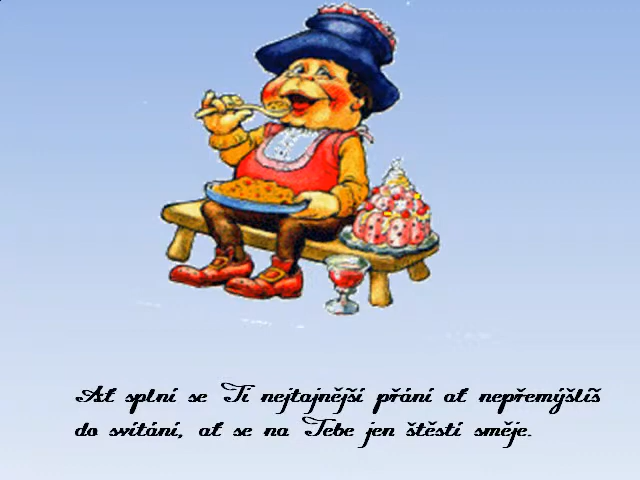 Ať splní se Ti nejtajnější přání ať nepřemýšlíš
do svítání, ať se na Tebe jen štěstí směje.